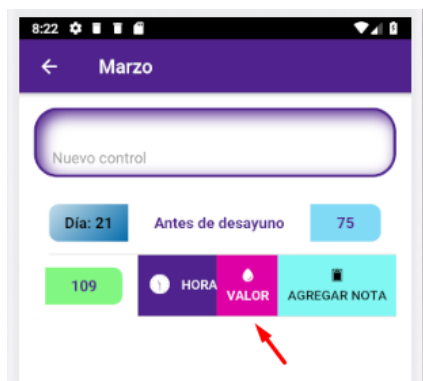 8:22
Marzo
Nuevo control
Día: 21 Antes de desayuno 75
109 HORA VALOR AGREGAR NOTA